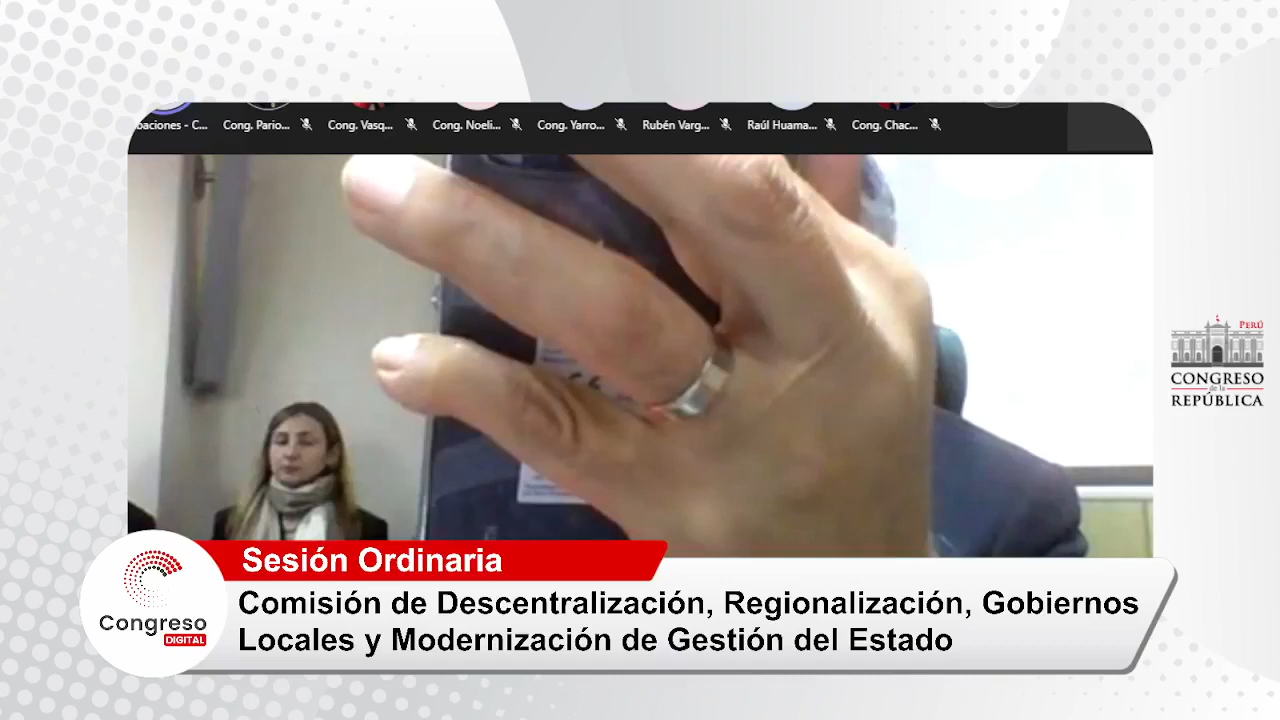 baciones - C... Cong. Pario... Cong. Vasq... Cong. Noeli... Cong. Yarro... Rubén Varg... Raúl Huama... Cong. Chac...
PERÚ
CONGRESO
de la
REPÚBLICA
Sesión Ordinaria
Comisión de Descentralización, Regionalización, Gobiernos
Locales y Modernización de Gestión del Estado
Congreso
DIGITAL